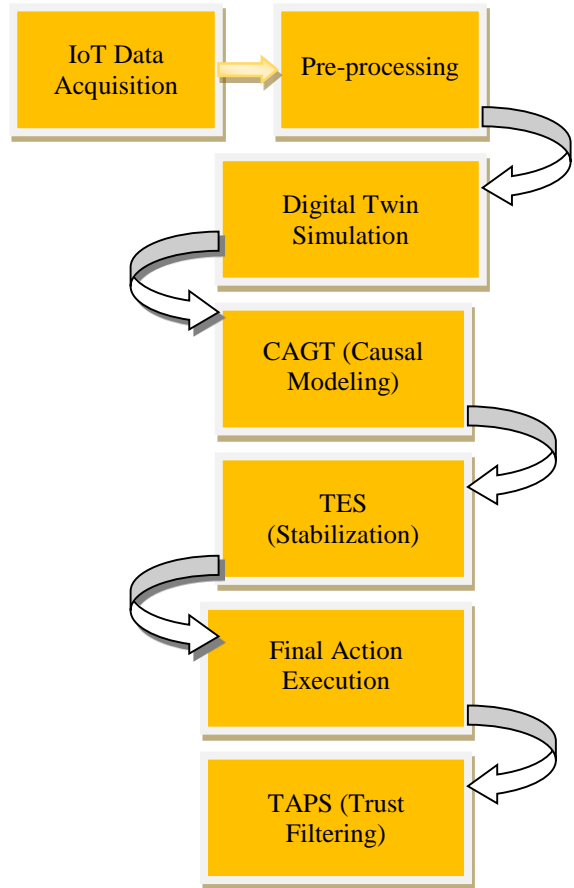 IoT Data
Acquisition
Pre-processing
Digital Twin
Simulation
CAGT (Causal
Modeling)
TES
(Stabilization)
Final Action
Execution
TAPS (Trust
Filtering)